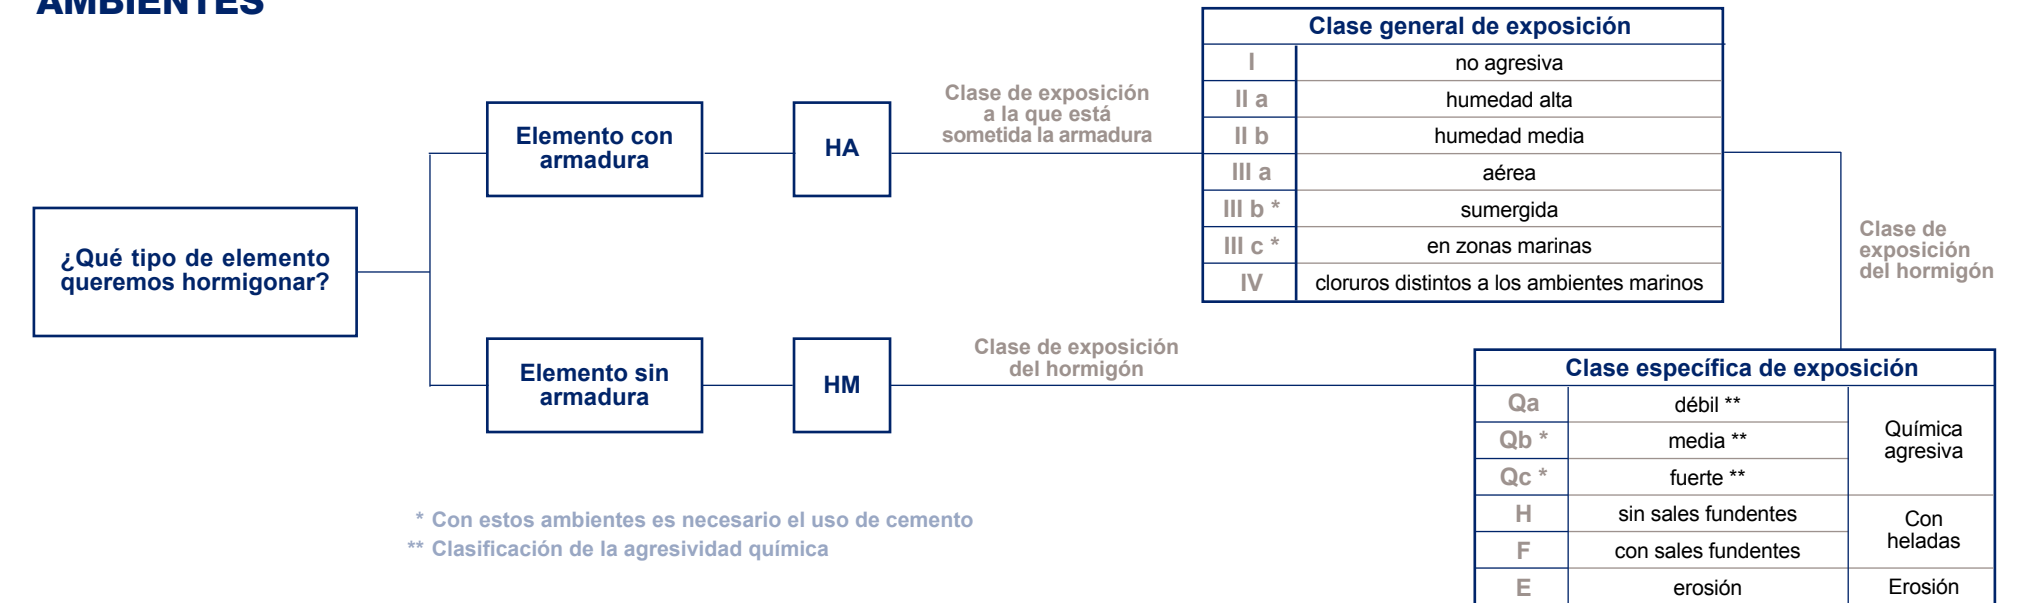 AMBIENTES
¿Qué tipo de elemento
queremos hormigonar?
Elemento con
armadura
HA
Clase de exposición
a la que está
sometida la armadura
Clase general de exposición
I no agresiva
II a humedad alta
II b humedad media
III a aérea
III b * sumergida
III c * en zonas marinas
IV cloruros distintos a los ambientes marinos
Clase de
exposición
del hormigón
Elemento sin
armadura
HM
Clase de exposición
del hormigón
Clase específica de exposición
Qa débil **
Qb * media **
Qc * fuerte **
Química
agresiva
H sin sales fundentes
F con sales fundentes
Con
heladas
E erosión Erosión
* Con estos ambientes es necesario el uso de cemento
** Clasificación de la agresividad química